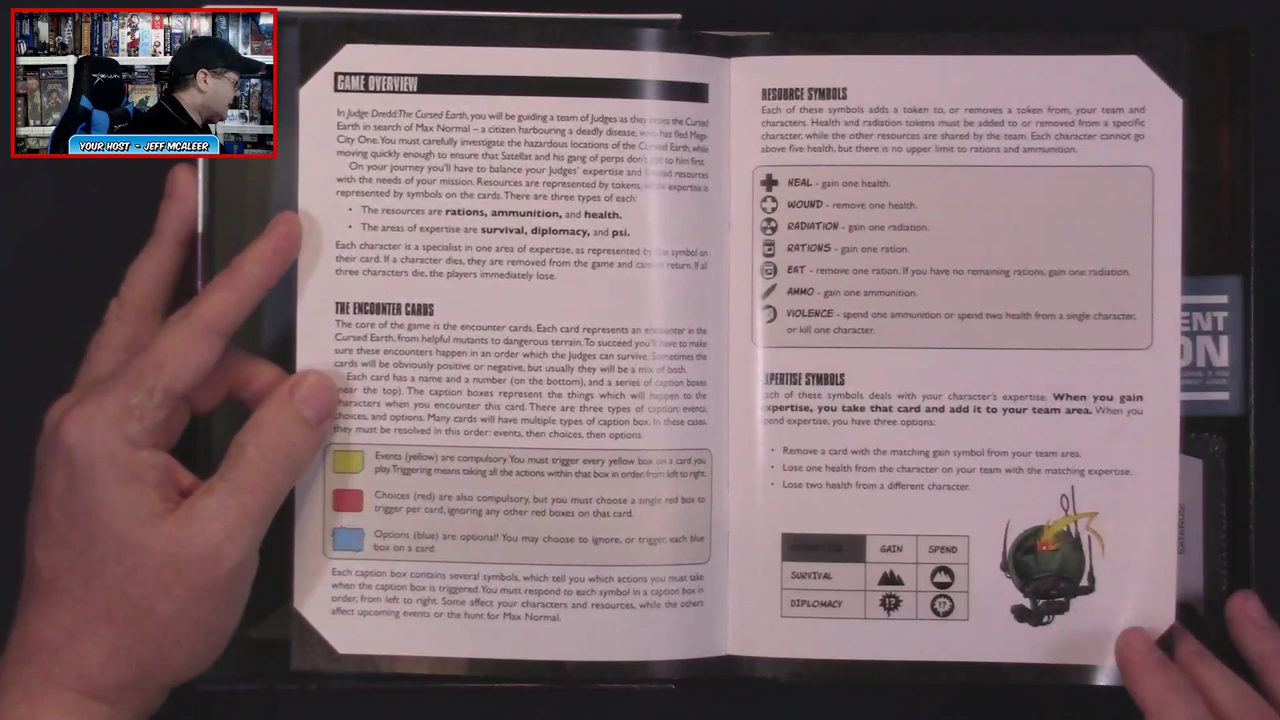 YOUR HOST - JEFF MCALEER
GAME OVERVIEW
In Judge Dredd: The Cursed Earth, you will be guiding a team of Judges as they the Cursed
Earth in search of Max Normal – a citizen harbouring a deadly disease, who has fled Mega-
City One. You must carefully investigate the hazardous locations of the Cursed Earth, while
moving quickly enough to ensure that Satellat and his gang of perps don't get to him first.
On your journey you'll have to balance your Judges' expertise and resources
with the needs of your mission. Resources are represented by tokens, while expertise is
represented by symbols on the cards. There are three types of each:
• The resources are rations, ammunition, and health.
• The areas of expertise are survival, diplomacy, and psi.
Each character is a specialist in one area of expertise, as represented by the symbol on
their card. If a character dies, they are removed from the game and cannot return. If all
three characters die, the players immediately lose.
THE ENCOUNTER CARDS
The core of the game is the encounter cards. Each card represents an encounter in the
Cursed Earth, from helpful mutants to dangerous terrain. To succeed you'll have to make
sure these encounters happen in an order which the Judges can survive. Sometimes the
cards will be obviously positive or negative, but usually they will be a mix of both.
Each card has a name and a number (on the bottom), and a series of caption boxes
(near the top). The caption boxes represent the things which will happen to the
characters when you encounter this card. There are three types of caption: events,
choices, and options. Many cards will have multiple types of caption box. In these cases,
they must be resolved in this order: events, then choices, then options.
Events (yellow) are compulsory. You must trigger every yellow box on a card you
play. Triggering means taking all the actions within that box in order, from left to right.
Choices (red) are also compulsory, but you must choose a single red box to
trigger per card, ignoring any other red boxes on that card.
Options (blue) are optional! You may choose to ignore, or trigger, each blue
box on a card.
Each caption box contains several symbols, which tell you which actions you must take
when the caption box is triggered. You must respond to each symbol in a caption box in
order, from left to right. Some affect your characters and resources, while the others
affect upcoming events or the hunt for Max Normal.
RESOURCE SYMBOLS
Each of these symbols adds a token to, or removes a token from, your team and
characters. Health and radiation tokens must be added to or removed from a specific
character, while the other resources are shared by the team. Each character cannot go
above five health, but there is no upper limit to rations and ammunition.
HEAL - gain one health.
WOUND - remove one health.
RADIATION - gain one radiation.
RATIONS - gain one ration.
EAT - remove one ration. If you have no remaining rations, gain one radiation.
AMMO - gain one ammunition.
VIOLENCE - spend one ammunition or spend two health from a single character,
or kill one character.
EXPERTISE SYMBOLS
Each of these symbols deals with your character's expertise. When you gain
expertise, you take that card and add it to your team area. When you
spend expertise, you have three options:
• Remove a card with the matching gain symbol from your team area.
• Lose one health from the character on your team with the matching expertise.
• Lose two health from a different character.
GAIN SPEND
SURVIVAL
DIPLOMACY !? !?
ENT
ON